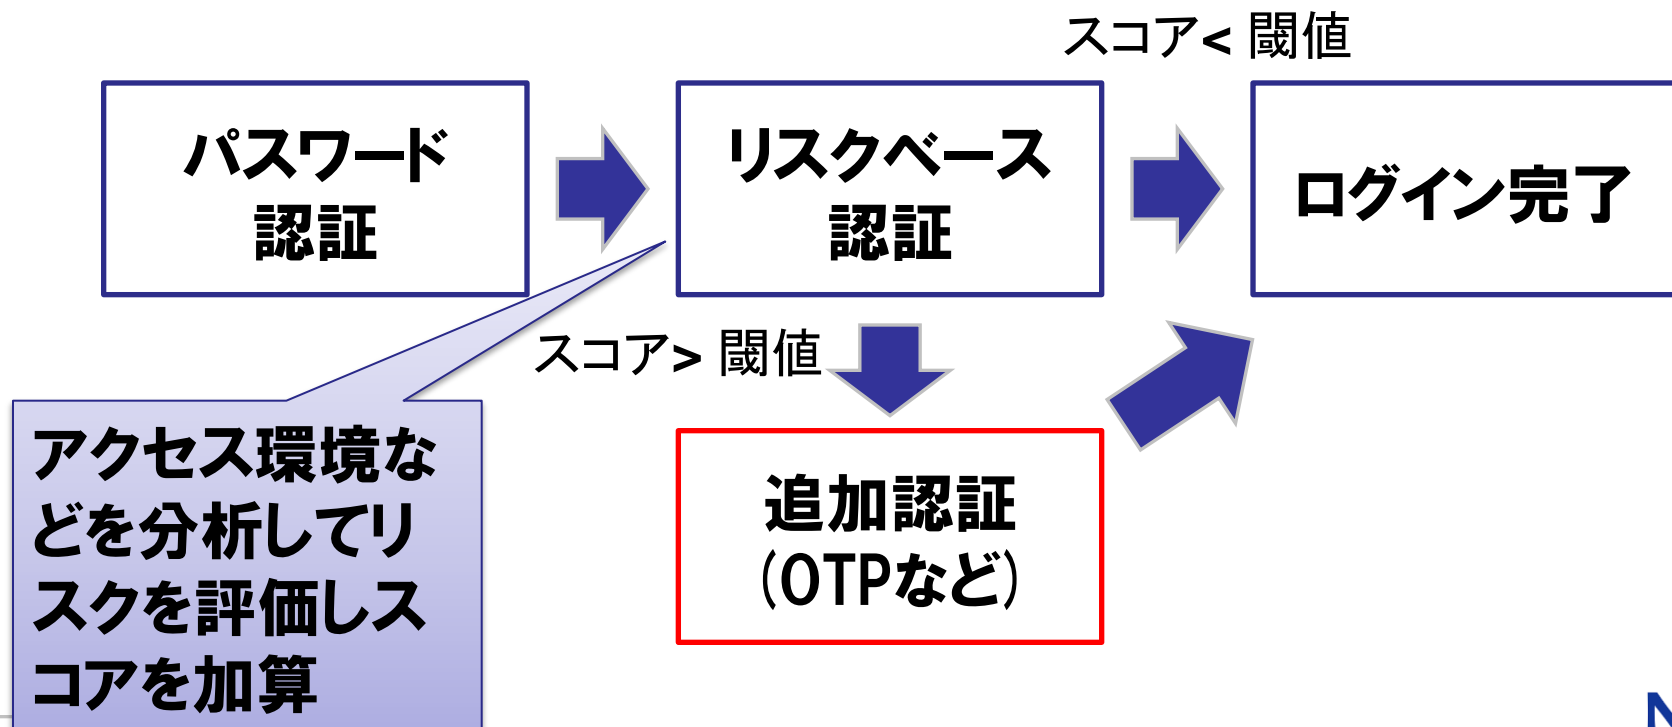 スコア< 閾値
パスワード
認証
リスクベース
認証
ログイン完了
スコア> 閾値
アクセス環境な
どを分析してリ
スクを評価しス
コアを加算
追加認証
(OTPなど)
N